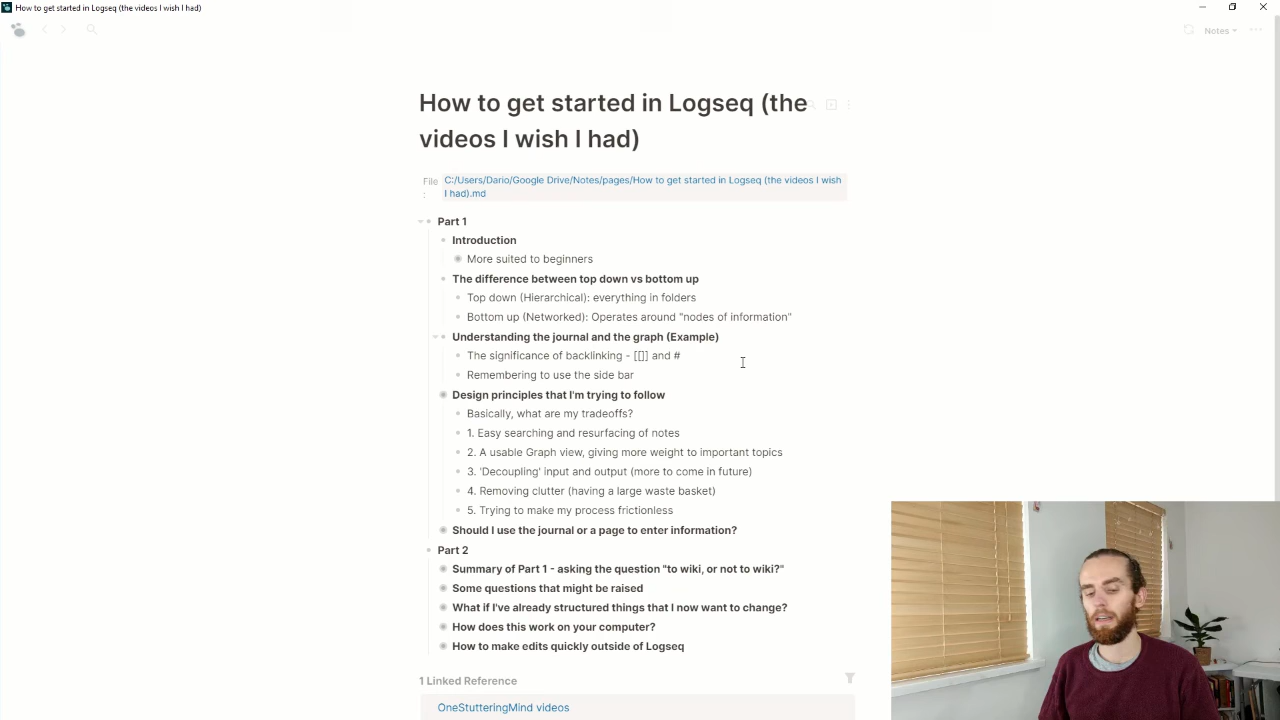 How to get started in Logseq (the videos I wish I had)
Notes
How to get started in Logseq (the
videos I wish I had)
File
:
C:/Users/Dario/Google Drive/Notes/pages/How to get started in Logseq (the videos I wish
I had).md
Part 1
Introduction
More suited to beginners
The difference between top down vs bottom up
Top down (Hierarchical): everything in folders
Bottom up (Networked): Operates around "nodes of information"
Understanding the journal and the graph (Example)
The significance of backlinking - [[]] and #
Remembering to use the side bar
Design principles that I'm trying to follow
Basically, what are my tradeoffs?
1. Easy searching and resurfacing of notes
2. A usable Graph view, giving more weight to important topics
3. 'Decoupling' input and output (more to come in future)
4. Removing clutter (having a large waste basket)
5. Trying to make my process frictionless
Should I use the journal or a page to enter information?
Part 2
Summary of Part 1 - asking the question "to wiki, or not to wiki?"
Some questions that might be raised
What if I've already structured things that I now want to change?
How does this work on your computer?
How to make edits quickly outside of Logseq
1 Linked Reference
OneStutteringMind videos